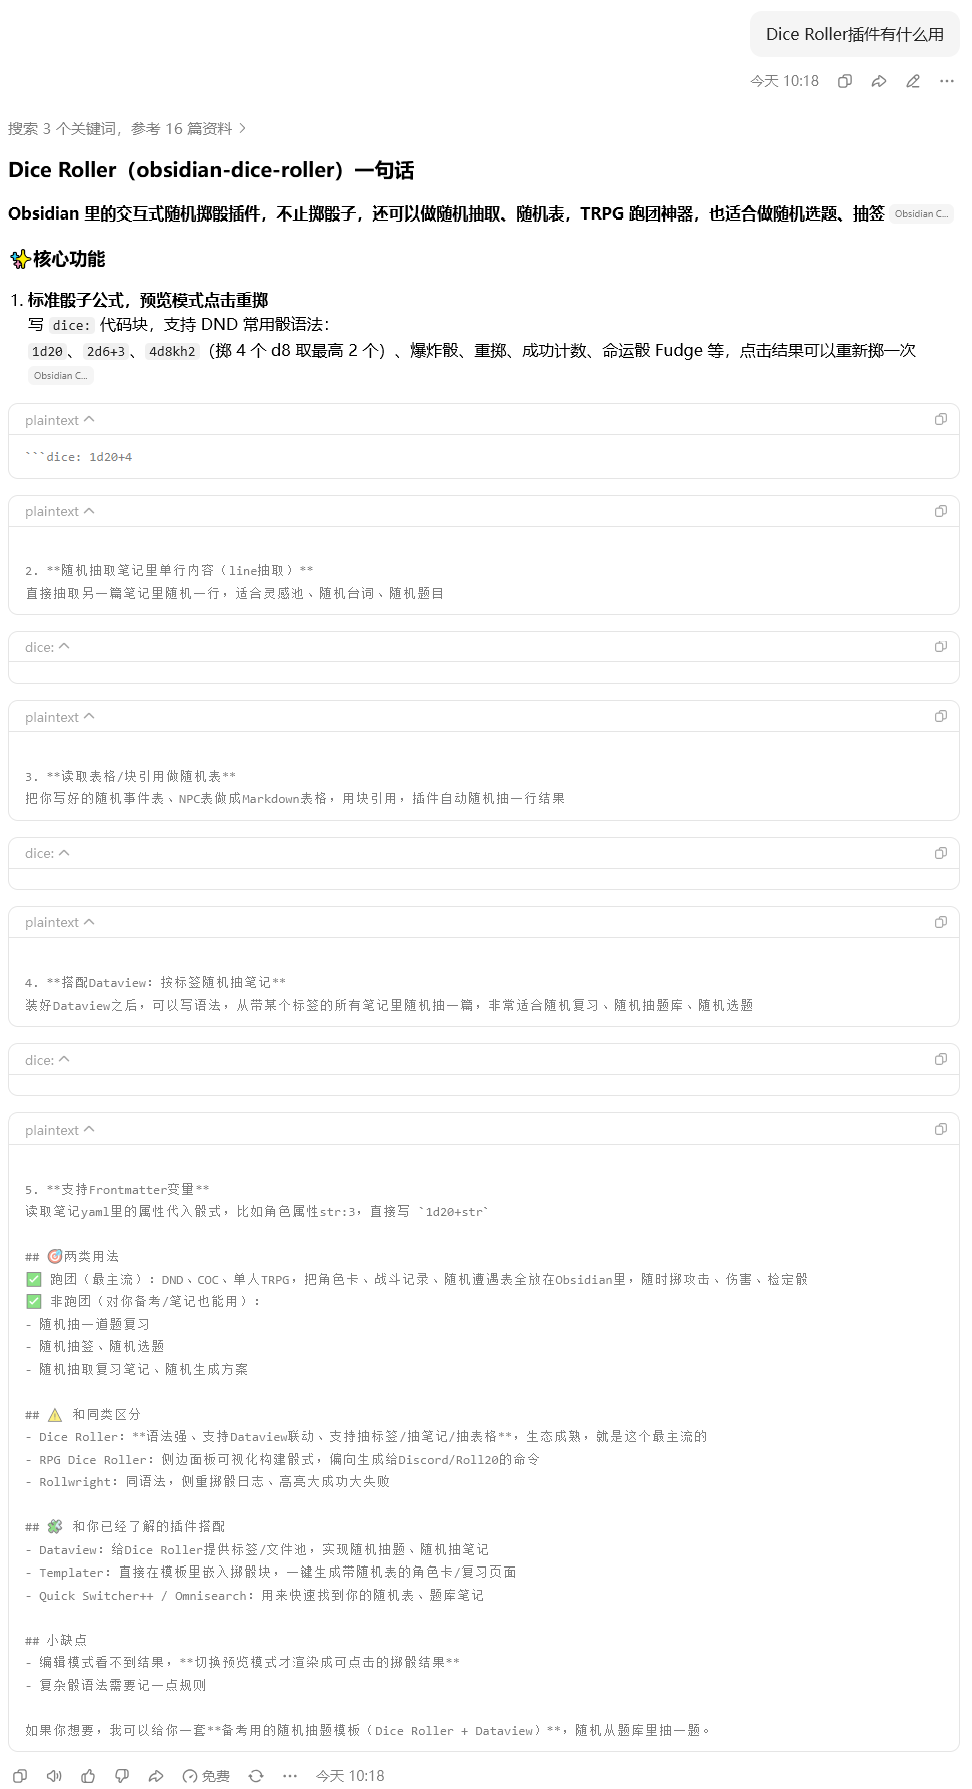 Dice Roller插件有什么用
今天 10:18
搜索 3 个关键词，参考 16 篇资料
Dice Roller（obsidian-dice-roller）一句话
Obsidian 里的交互式随机掷骰插件，不止掷骰子，还可以做随机抽取、随机表，TRPG 跑团神器，也适合做随机选题、抽签 Obsidian C...
✨核心功能
1. 标准骰子公式，预览模式点击重掷
写 dice: 代码块，支持 DND 常用骰语法：
1d20、2d6+3、4d8kh2（掷 4 个 d8 取最高 2 个）、爆炸骰、重掷、成功计数、命运骰 Fudge 等，点击结果可以重新掷一次
Obsidian C...
plaintext
```dice: 1d20+4
plaintext
2. **随机抽取笔记里单行内容（line抽取）**
直接抽取另一篇笔记里随机一行，适合灵感池、随机台词、随机题目
dice:
plaintext
3. **读取表格/块引用做随机表**
把你写好的随机事件表、NPC表做成Markdown表格，用块引用，插件自动随机抽一行结果
dice:
plaintext
4. **搭配Dataview：按标签随机抽笔记**
装好Dataview之后，可以写语法，从带某个标签的所有笔记里随机抽一篇，非常适合随机复习、随机抽题库、随机选题
dice:
plaintext
5. **支持Frontmatter变量**
读取笔记yaml里的属性代入骰式，比如角色属性str:3，直接写 `1d20+str`
## 🎯两类用法
✅ 跑团（最主流）：DND、COC、单人TRPG，把角色卡、战斗记录、随机遭遇表全放在Obsidian里，随时掷攻击、伤害、检定骰
✅ 非跑团（对你备考/笔记也能用）：
- 随机抽一道题复习
- 随机抽签、随机选题
- 随机抽取复习笔记、随机生成方案
## ⚠️ 和同类区分
- Dice Roller：**语法强、支持Dataview联动、支持抽标签/抽笔记/抽表格**，生态成熟，就是这个最主流的
- RPG Dice Roller：侧边面板可视化构建骰式，偏向生成给Discord/Roll20的命令
- Rollwright：同语法，侧重掷骰日志、高亮大成功大失败
## 🧩 和你已经了解的插件搭配
- Dataview：给Dice Roller提供标签/文件池，实现随机抽题、随机抽笔记
- Templater：直接在模板里嵌入掷骰块，一键生成带随机表的角色卡/复习页面
- Quick Switcher++ / Omnisearch：用来快速找到你的随机表、题库笔记
## 小缺点
- 编辑模式看不到结果，**切换预览模式才渲染成可点击的掷骰结果**
- 复杂骰语法需要记一点规则
如果你想要，我可以给你一套**备考用的随机抽题模板（Dice Roller + Dataview）**，随机从题库里抽一题。
免费
今天 10:18